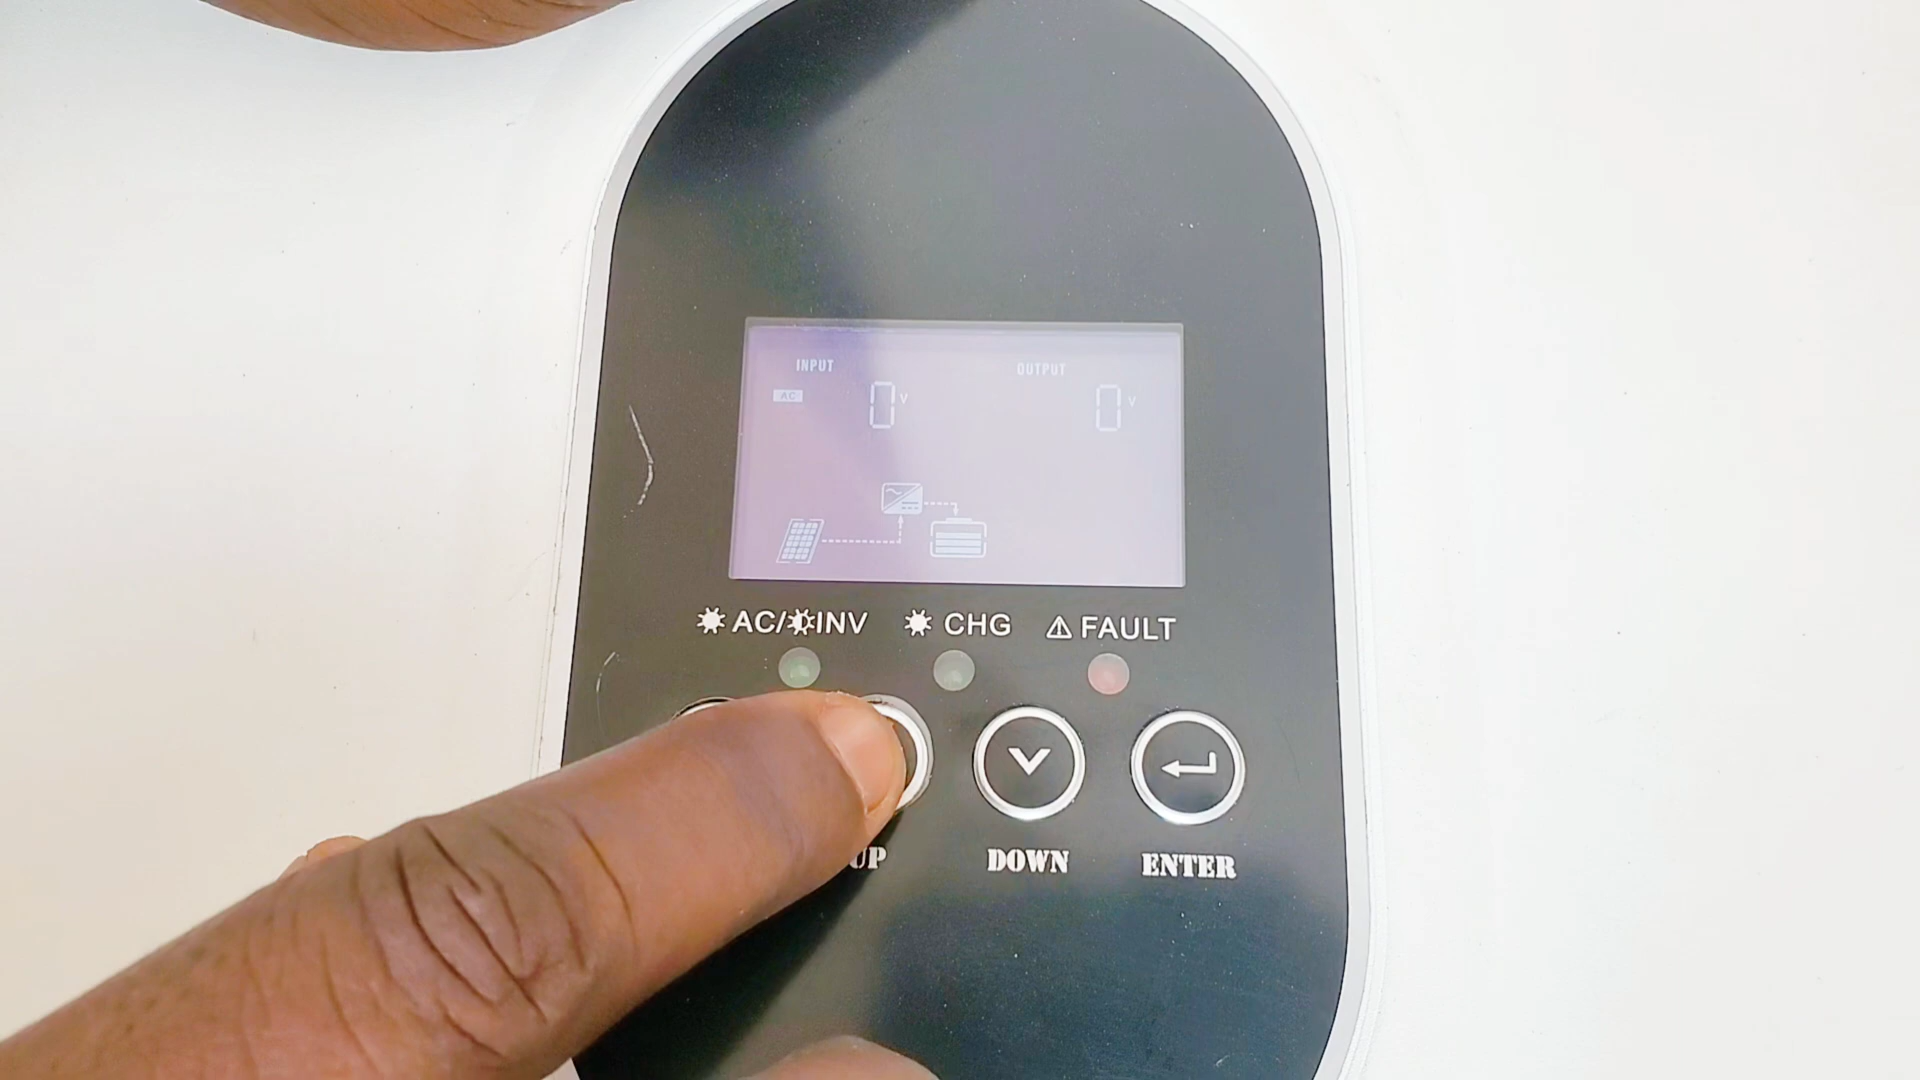 INPUT OUTPUT
AC 0V 0V
AC/INV CHG FAULT
UP DOWN ENTER